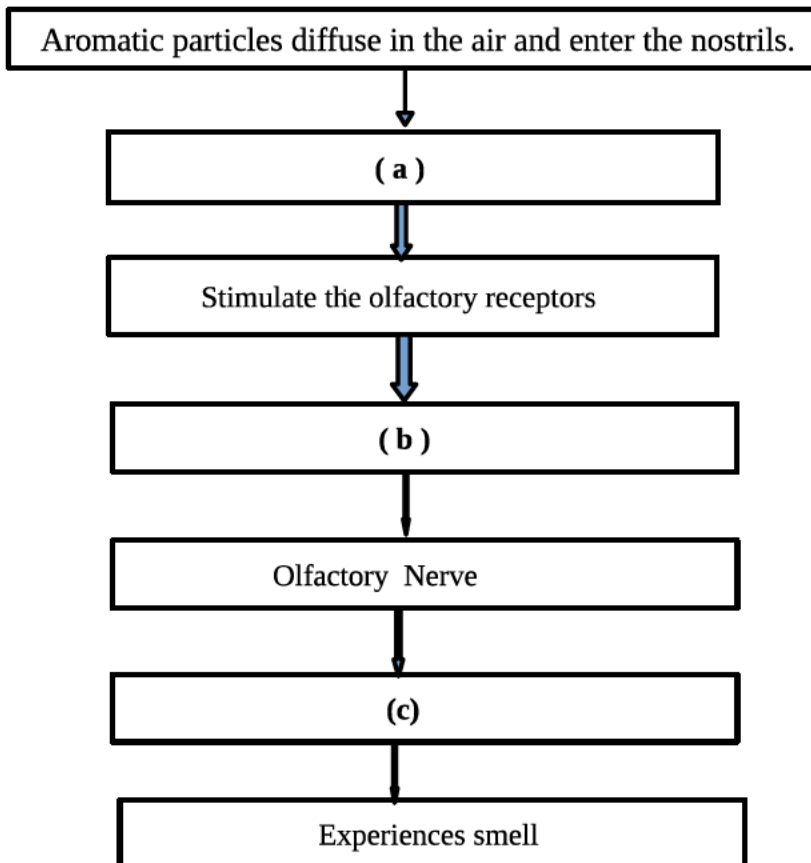 Aromatic particles diffuse in the air and enter the nostrils.
( a )
Stimulate the olfactory receptors
( b )
Olfactory Nerve
(c)
Experiences smell